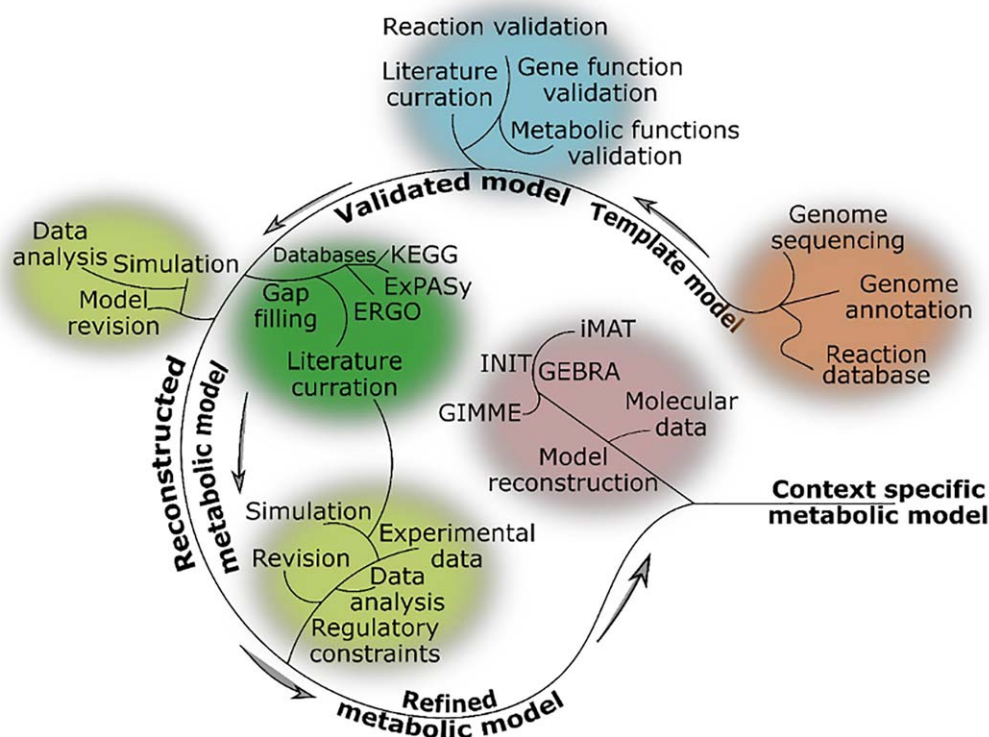 Reaction validation
Literature
curration
Gene function
validation
Metabolic functions
validation
Validated model
Template model
Genome
sequencing
Genome
annotation
Reaction
database
Data
analysis
Simulation
Model
revision
Databases
KEGG
ExPASy
ERGO
Gap
filling
Literature
curration
iMAT
INIT
GEBRA
GIMME
Molecular
data
Model
reconstruction
Context specific
metabolic model
Reconstructed
metabolic model
Simulation
Experimental
data
Revision
Data
analysis
Regulatory
constraints
Refined
metabolic model